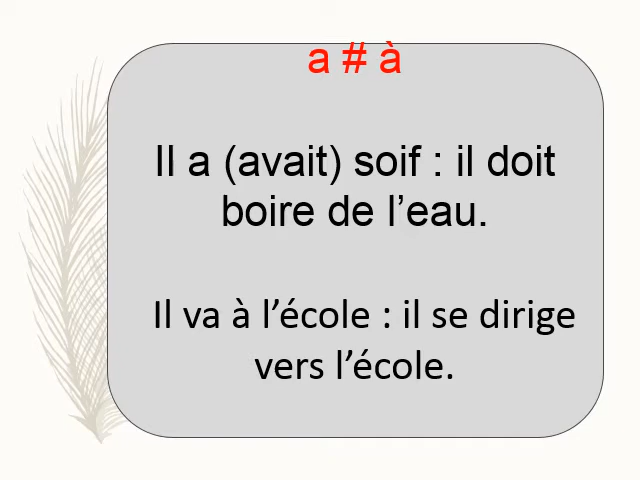 a # à
Il a (avait) soif : il doit
boire de l’eau.
Il va à l’école : il se dirige
vers l’école.